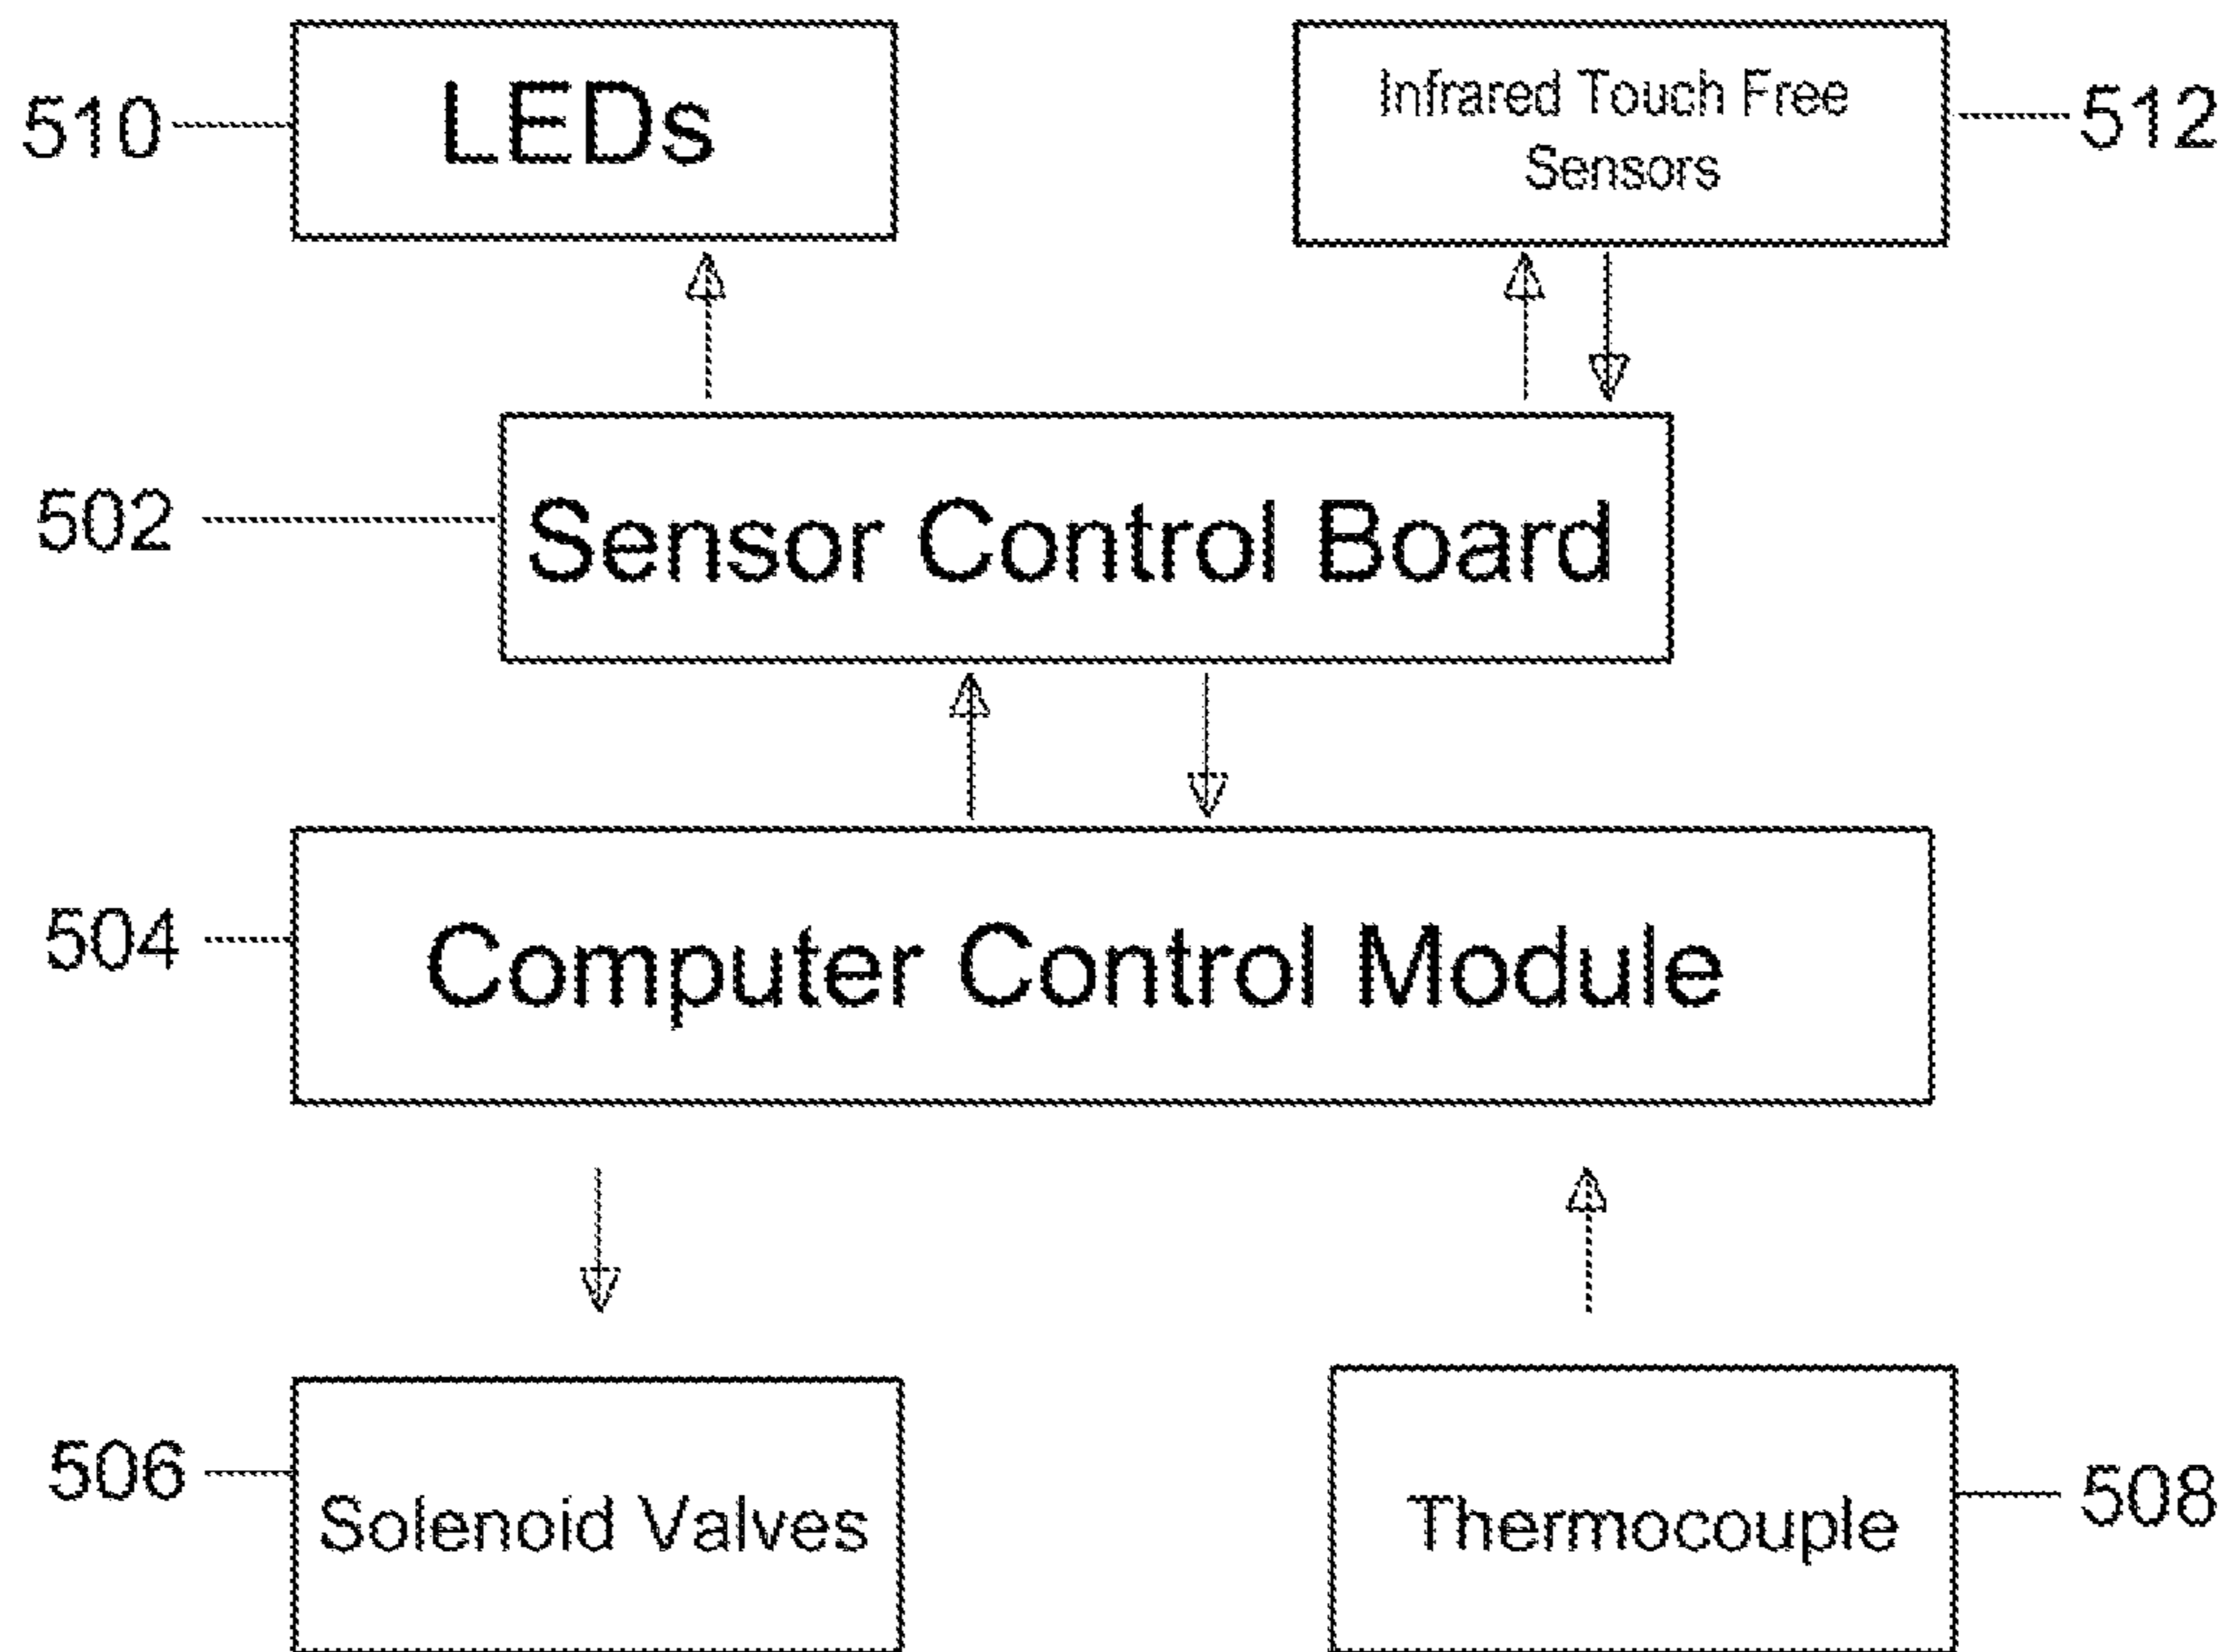 510
LEDs
Infrared Touch Free
Sensors
512
502
Sensor Control Board
504
Computer Control Module
506
Solenoid Valves
Thermocouple
508